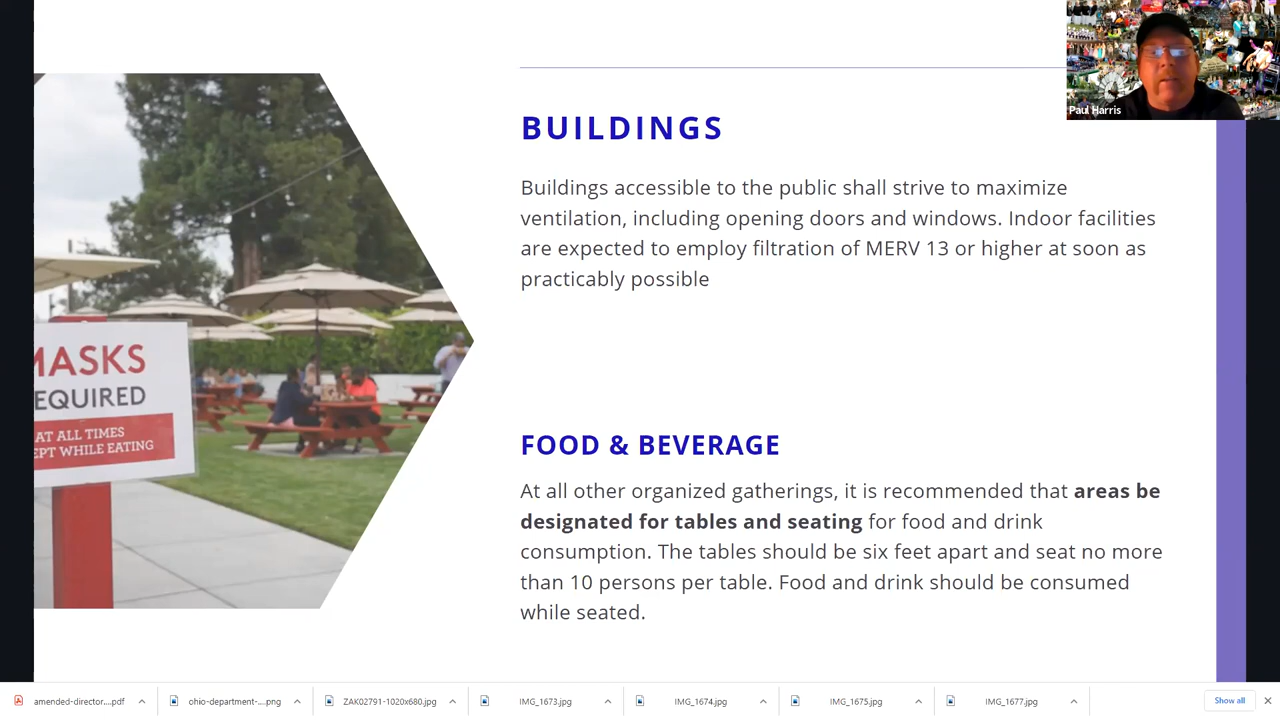 Paul Harris
BUILDINGS
Buildings accessible to the public shall strive to maximize
ventilation, including opening doors and windows. Indoor facilities
are expected to employ filtration of MERV 13 or higher at soon as
practicably possible
MASKS
EQUIRED
AT ALL TIMES
EPT WHILE EATING
FOOD & BEVERAGE
At all other organized gatherings, it is recommended that areas be
designated for tables and seating for food and drink
consumption. The tables should be six feet apart and seat no more
than 10 persons per table. Food and drink should be consumed
while seated.
amended-director....pdf
ohio-department-....png
ZAK02791-1020x680.jpg
IMG_1673.jpg
IMG_1674.jpg
IMG_1675.jpg
IMG_1677.jpg
Show all